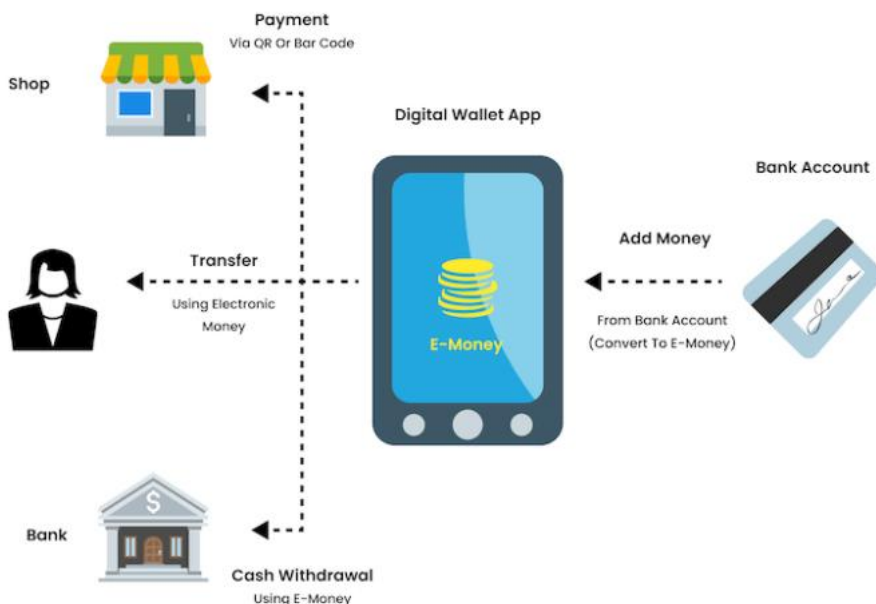 Payment
Via QR Or Bar Code
Shop
Digital Wallet App
Bank Account
Add Money
Transfer
Using Electronic
Money
From Bank Account
(Convert To E-Money)
E-Money
$
Bank
Cash Withdrawal
Using E-Money